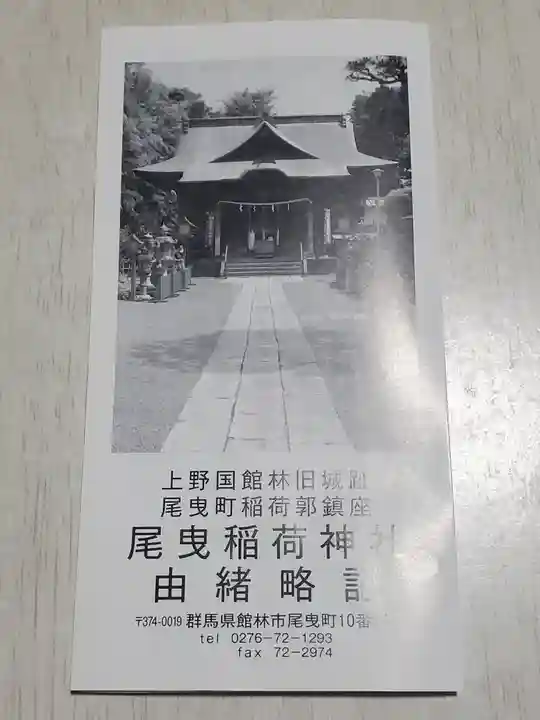 上野国館林旧城趾
尾曳町稲荷郭鎮座
尾曳稲荷神社
由緒略記
〒374-0019 群馬県館林市尾曳町10番
tel 0276-72-1293
fax 72-2974